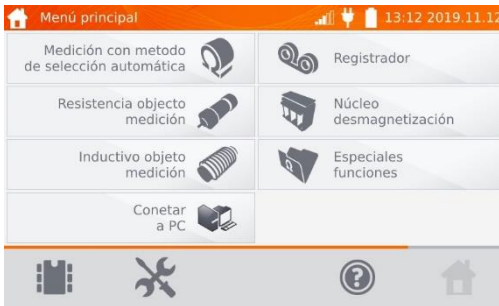 Menú principal
13:12 2019.11.12
Medición con metodo
de selección automática
Registrador
Resistencia objecto
medición
Núcleo
desmagnetización
Inductivo objeto
medición
Especiales
funciones
Conetar
a PC